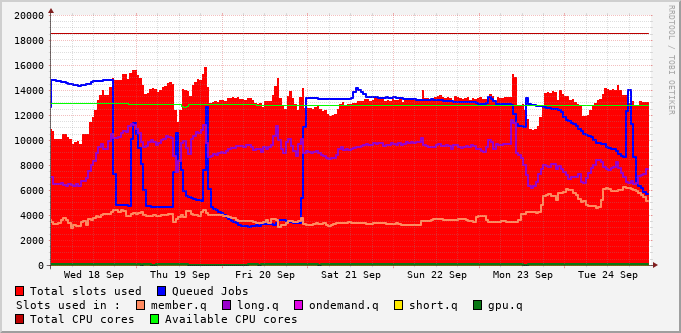 20000
18000
16000
14000
12000
10000
8000
6000
4000
2000
0
Wed 18 Sep Thu 19 Sep Fri 20 Sep Sat 21 Sep Sun 22 Sep Mon 23 Sep Tue 24 Sep
RRDTOOL / TOBI OETIKER
Total slots used Queued Jobs
Slots used in : member.q long.q ondemand.q short.q gpu.q
Total CPU cores Available CPU cores